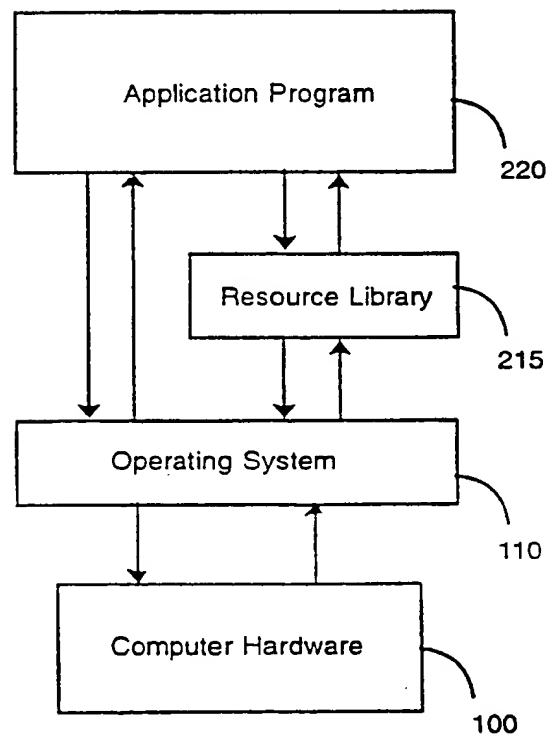 Application Program
220
Resource Library
215
Operating System
110
Computer Hardware
100